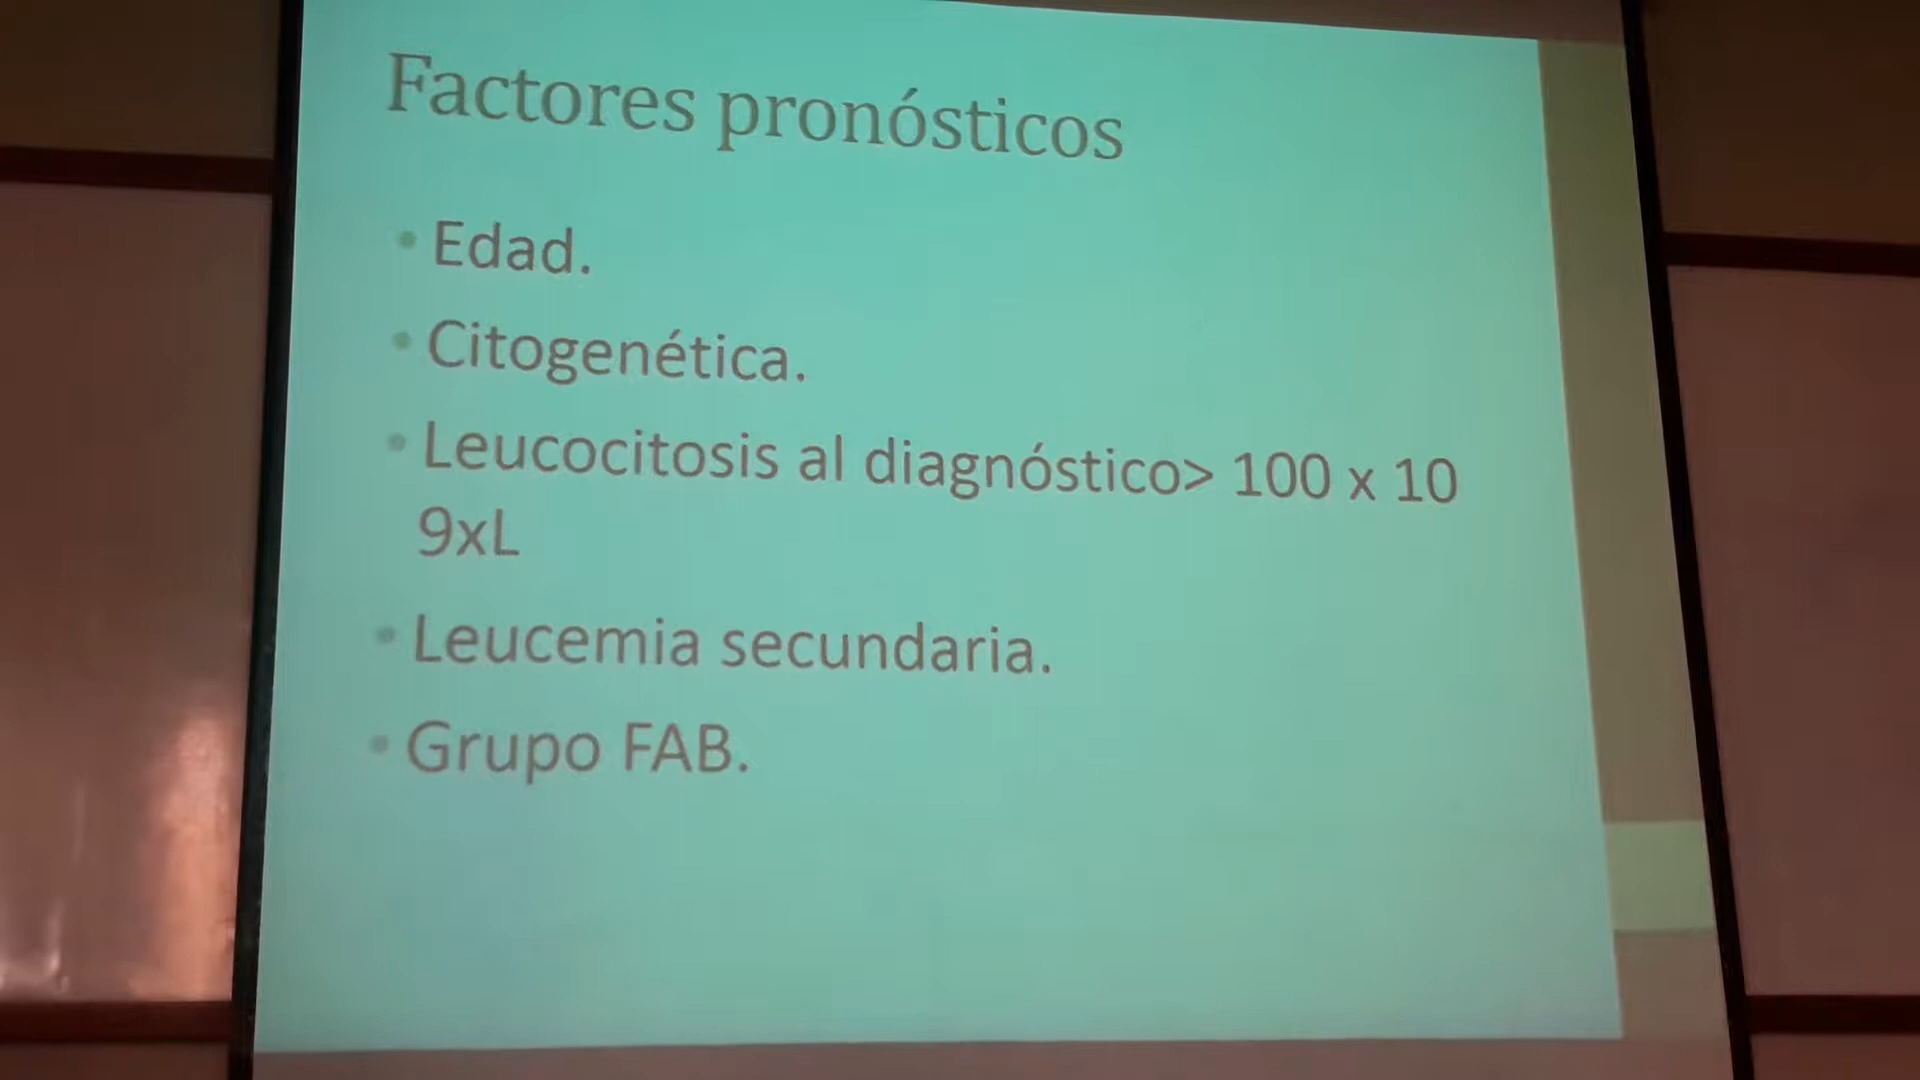 Factores pronósticos
• Edad.
• Citogenética.
• Leucocitosis al diagnóstico> 100 x 10
9xL
• Leucemia secundaria.
• Grupo FAB.